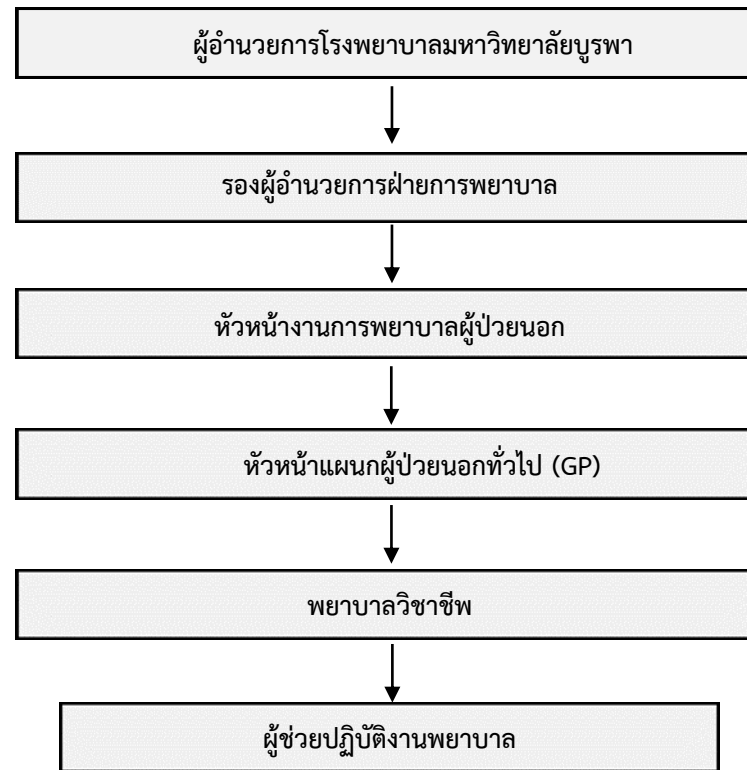 ผู้อำนวยการโรงพยาบาลมหาวิทยาลัยบูรพา
รองผู้อำนวยการฝ่ายการพยาบาล
หัวหน้างานการพยาบาลผู้ป่วยนอก
หัวหน้าแผนกผู้ป่วยนอกทั่วไป (GP)
พยาบาลวิชาชีพ
ผู้ช่วยปฏิบัติงานพยาบาล